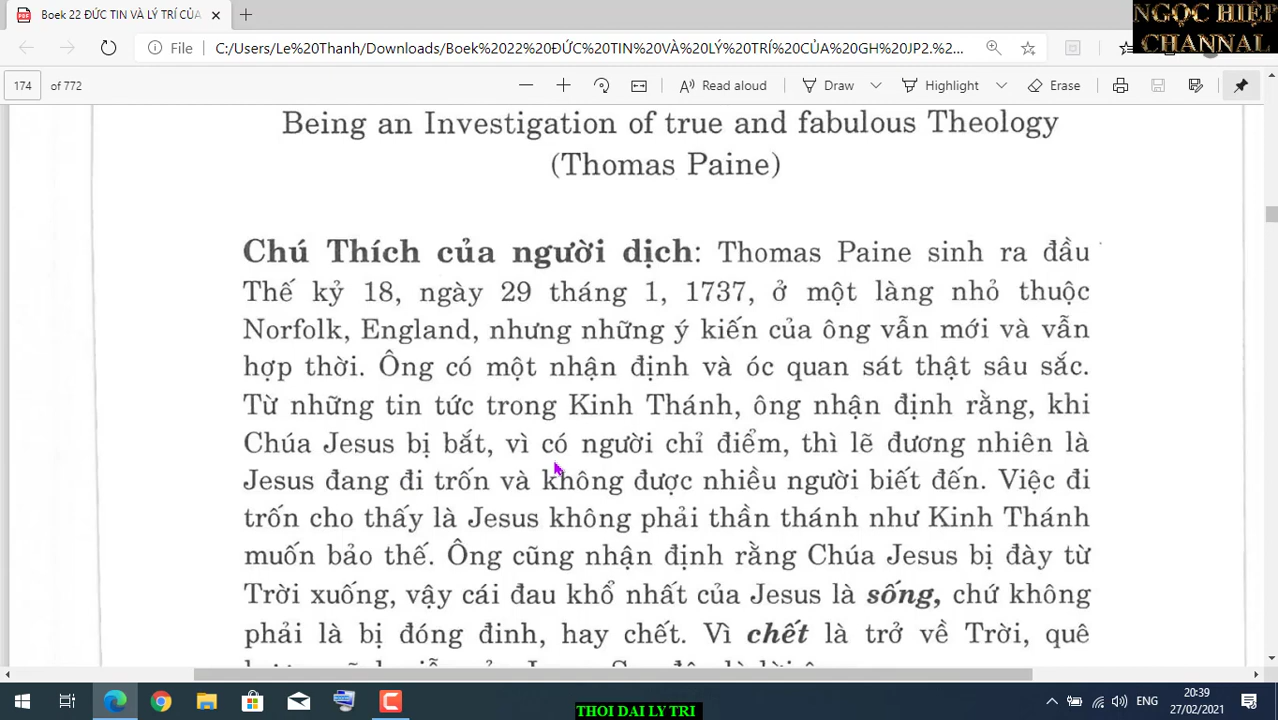 Boek 22 ĐỨC TIN VÀ LÝ TRÍ CỦA
NGỌC HIỆP
CHANNAL
File
C:/Users/Le%20Thanh/Downloads/Boek%2022%20ĐỨC%20TIN%20VÀ%20LÝ%20TRÍ%20CỦA%20GH%20JP2.%...
174 of 772
Read aloud
Draw
Highlight
Erase
Being an Investigation of true and fabulous Theology
(Thomas Paine)
Chú Thích của người dịch: Thomas Paine sinh ra đầu
Thế kỷ 18, ngày 29 tháng 1, 1737, ở một làng nhỏ thuộc
Norfolk, England, nhưng những ý kiến của ông vẫn mới và vẫn
hợp thời. Ông có một nhận định và óc quan sát thật sâu sắc.
Từ những tin tức trong Kinh Thánh, ông nhận định rằng, khi
Chúa Jesus bị bắt, vì có người chỉ điểm, thì lẽ đương nhiên là
Jesus đang đi trốn và không được nhiều người biết đến. Việc đi
trốn cho thấy là Jesus không phải thần thánh như Kinh Thánh
muốn bảo thế. Ông cũng nhận định rằng Chúa Jesus bị đày từ
Trời xuống, vậy cái đau khổ nhất của Jesus là sống, chứ không
phải là bị đóng đinh, hay chết. Vì chết là trở về Trời, quê
ENG
20:39
27/02/2021
THOI DAI LY TRI